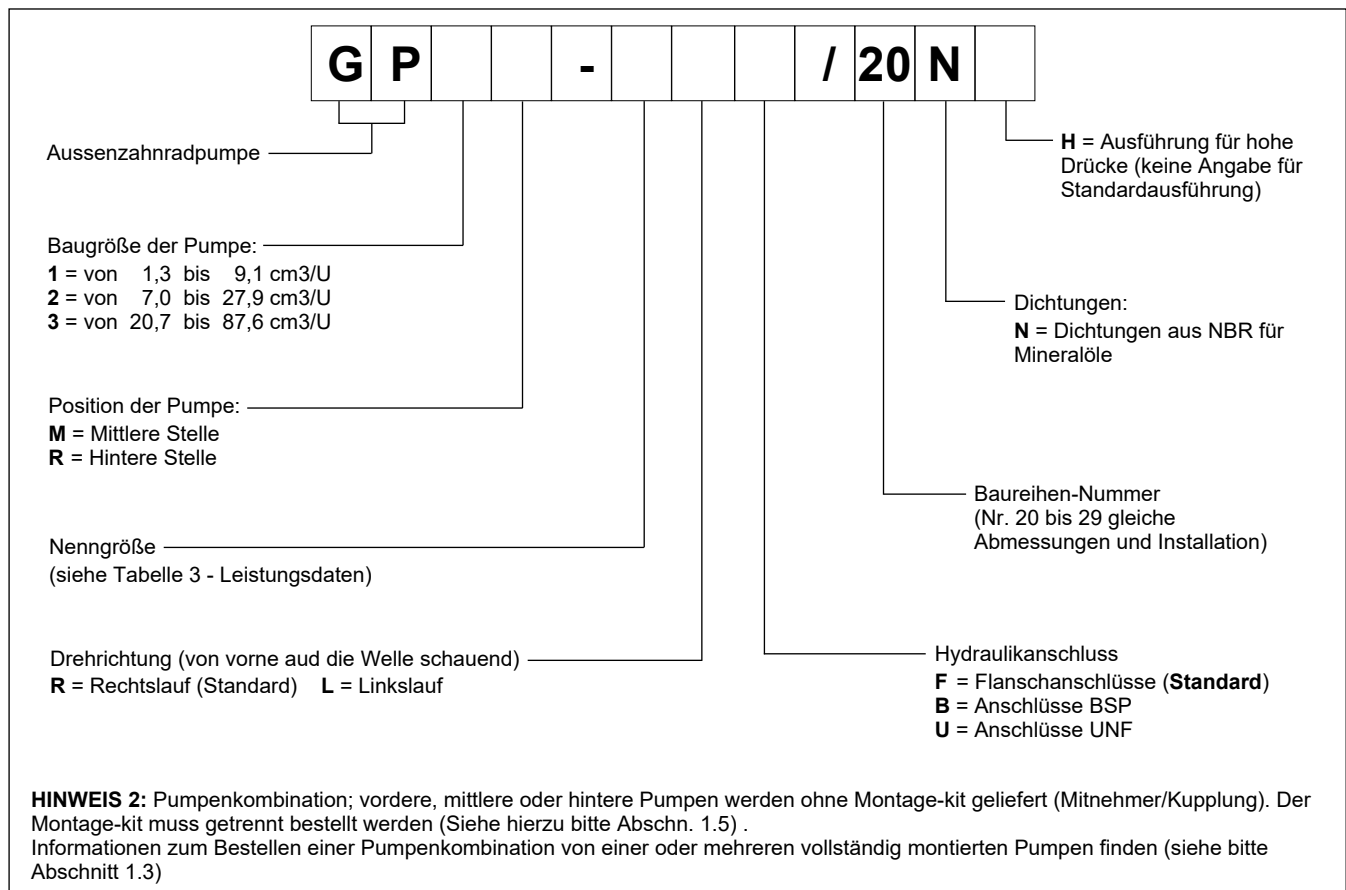 G P - / 20 N
Aussenzahnradpumpe
H = Ausführung für hohe
Drücke (keine Angabe für
Standardausführung)
Baugröße der Pumpe:
1 = von 1,3 bis 9,1 cm3/U
2 = von 7,0 bis 27,9 cm3/U
3 = von 20,7 bis 87,6 cm3/U
Dichtungen:
N = Dichtungen aus NBR für
Mineralöle
Position der Pumpe:
M = Mittlere Stelle
R = Hintere Stelle
Baureihen-Nummer
(Nr. 20 bis 29 gleiche
Abmessungen und Installation)
Nenngröße
(siehe Tabelle 3 - Leistungsdaten)
Drehrichtung (von vorne aud die Welle schauend)
R = Rechtslauf (Standard) L = Linkslauf
Hydraulikanschluss
F = Flanschanschlüsse (Standard)
B = Anschlüsse BSP
U = Anschlüsse UNF
HINWEIS 2: Pumpenkombination; vordere, mittlere oder hintere Pumpen werden ohne Montage-kit geliefert (Mitnehmer/Kupplung). Der
Montage-kit muss getrennt bestellt werden (Siehe hierzu bitte Abschn. 1.5) .
Informationen zum Bestellen einer Pumpenkombination von einer oder mehreren vollständig montierten Pumpen finden (siehe bitte
Abschnitt 1.3)